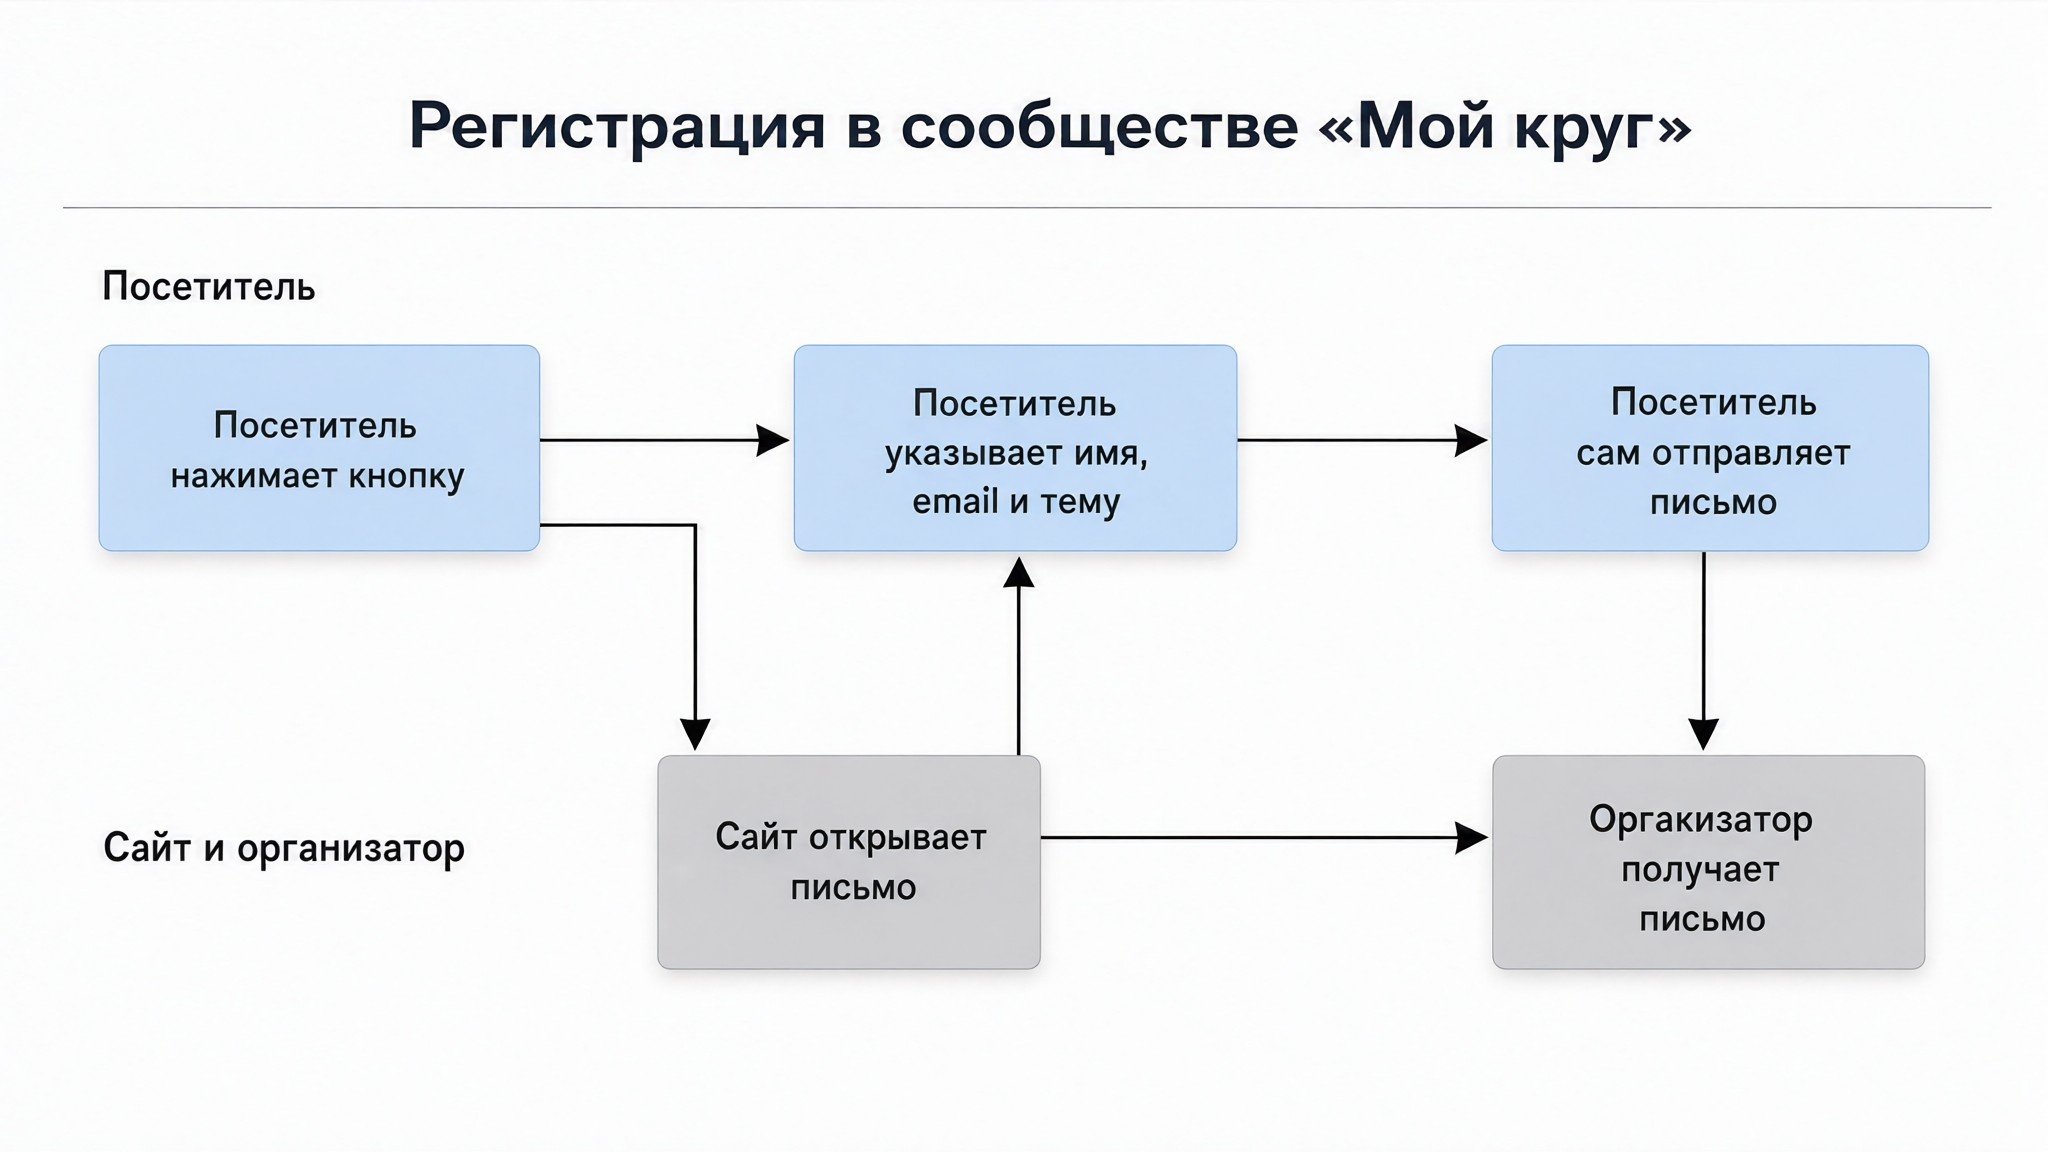 Регистрация в сообществе «Мой круг»
Посетитель
Посетитель
нажимает кнопку
Посетитель
указывает имя,
email и тему
Посетитель
сам отправляет
письмо
Сайт и организатор
Сайт открывает
письмо
Оргакизатор
получает
письмо